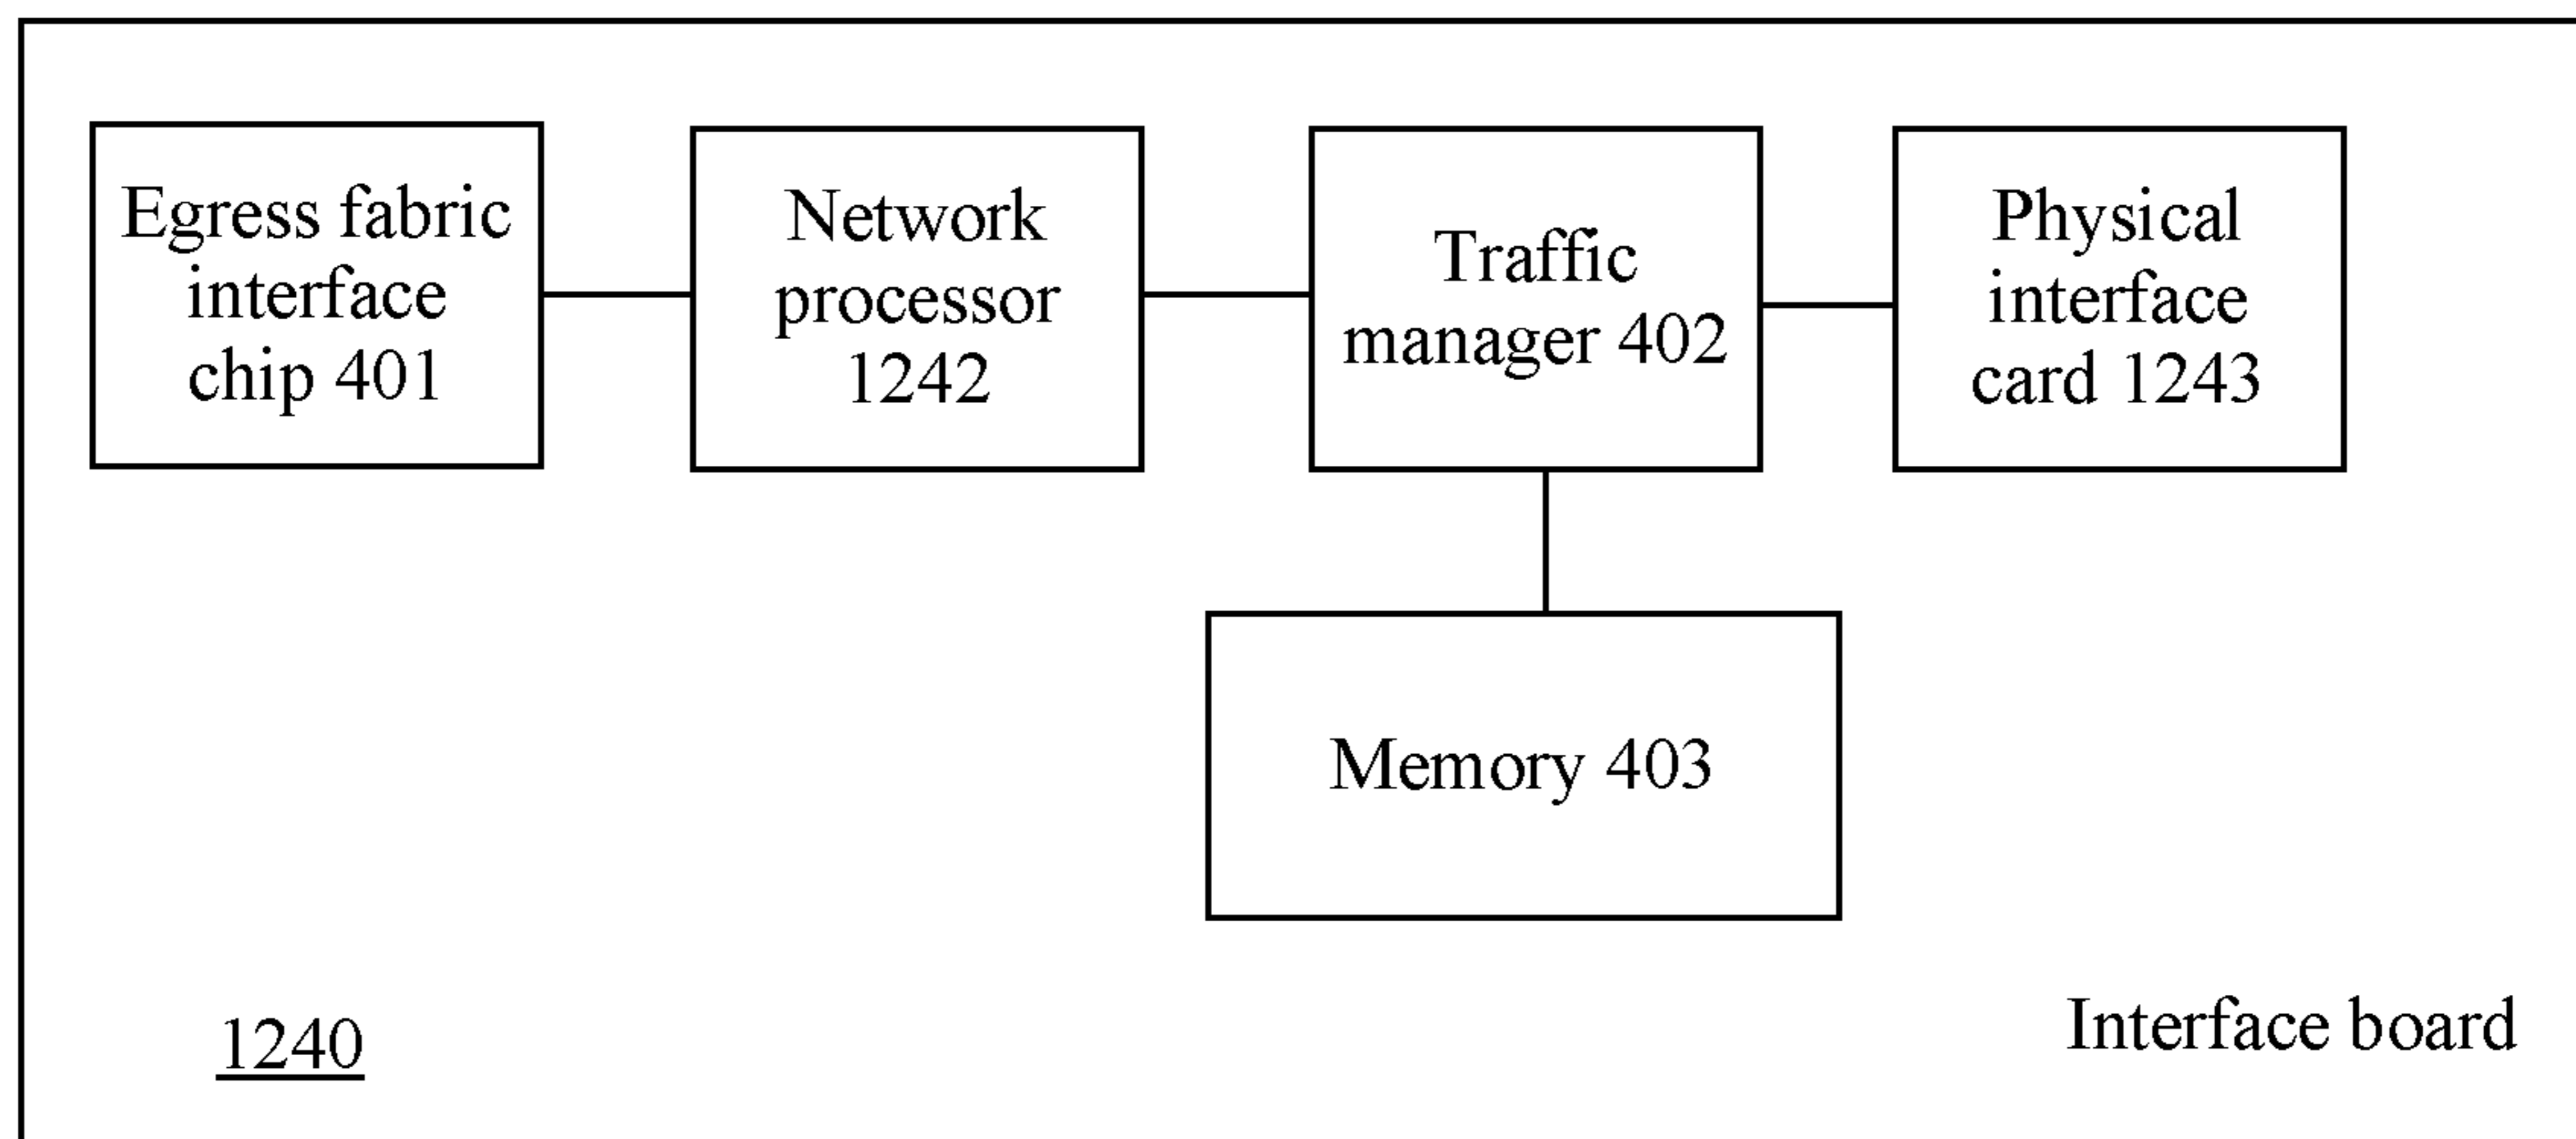 Egress fabric
interface
chip 401
Network
processor
1242
Traffic
manager 402
Physical
interface
card 1243
Memory 403
1240
Interface board